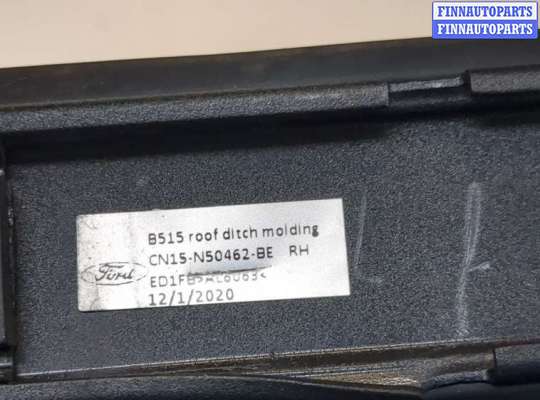 FINNAUTOPARTS
FINNAUTOPARTS
B515 roof ditch molding
CN15-N50462-BE RH
Ford
12/1/2020